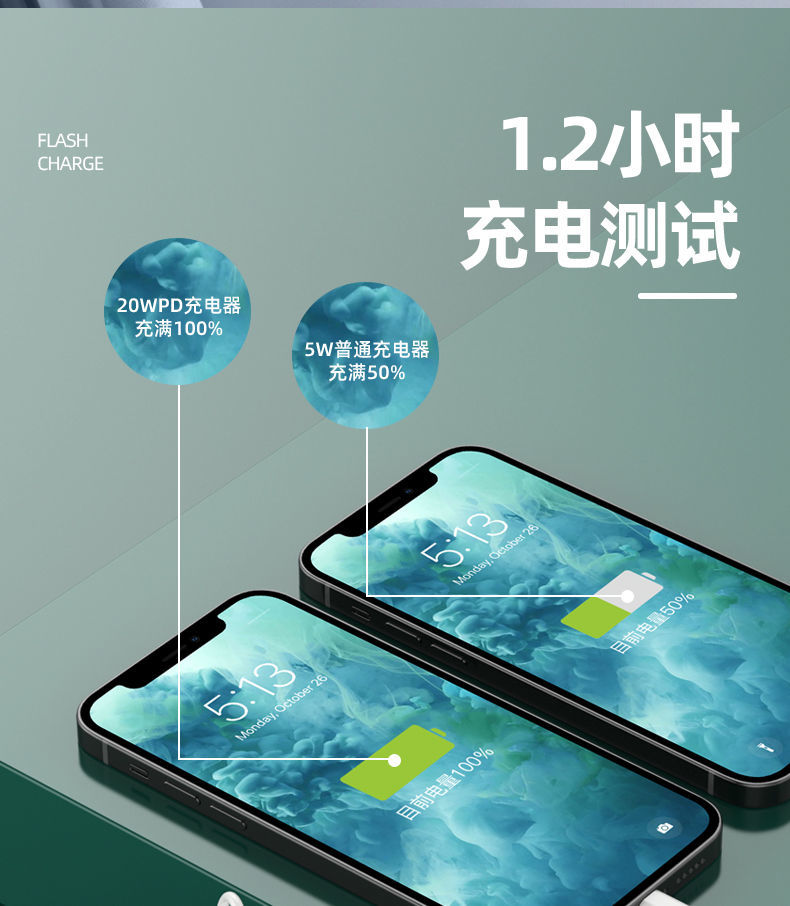 FLASH
CHARGE
1.2小时
充电测试
20WPD充电器
充满100%
5W普通充电器
充满50%
5:13
Monday, October 26
目前电量50%
5:13
Monday, October 26
目前电量100%